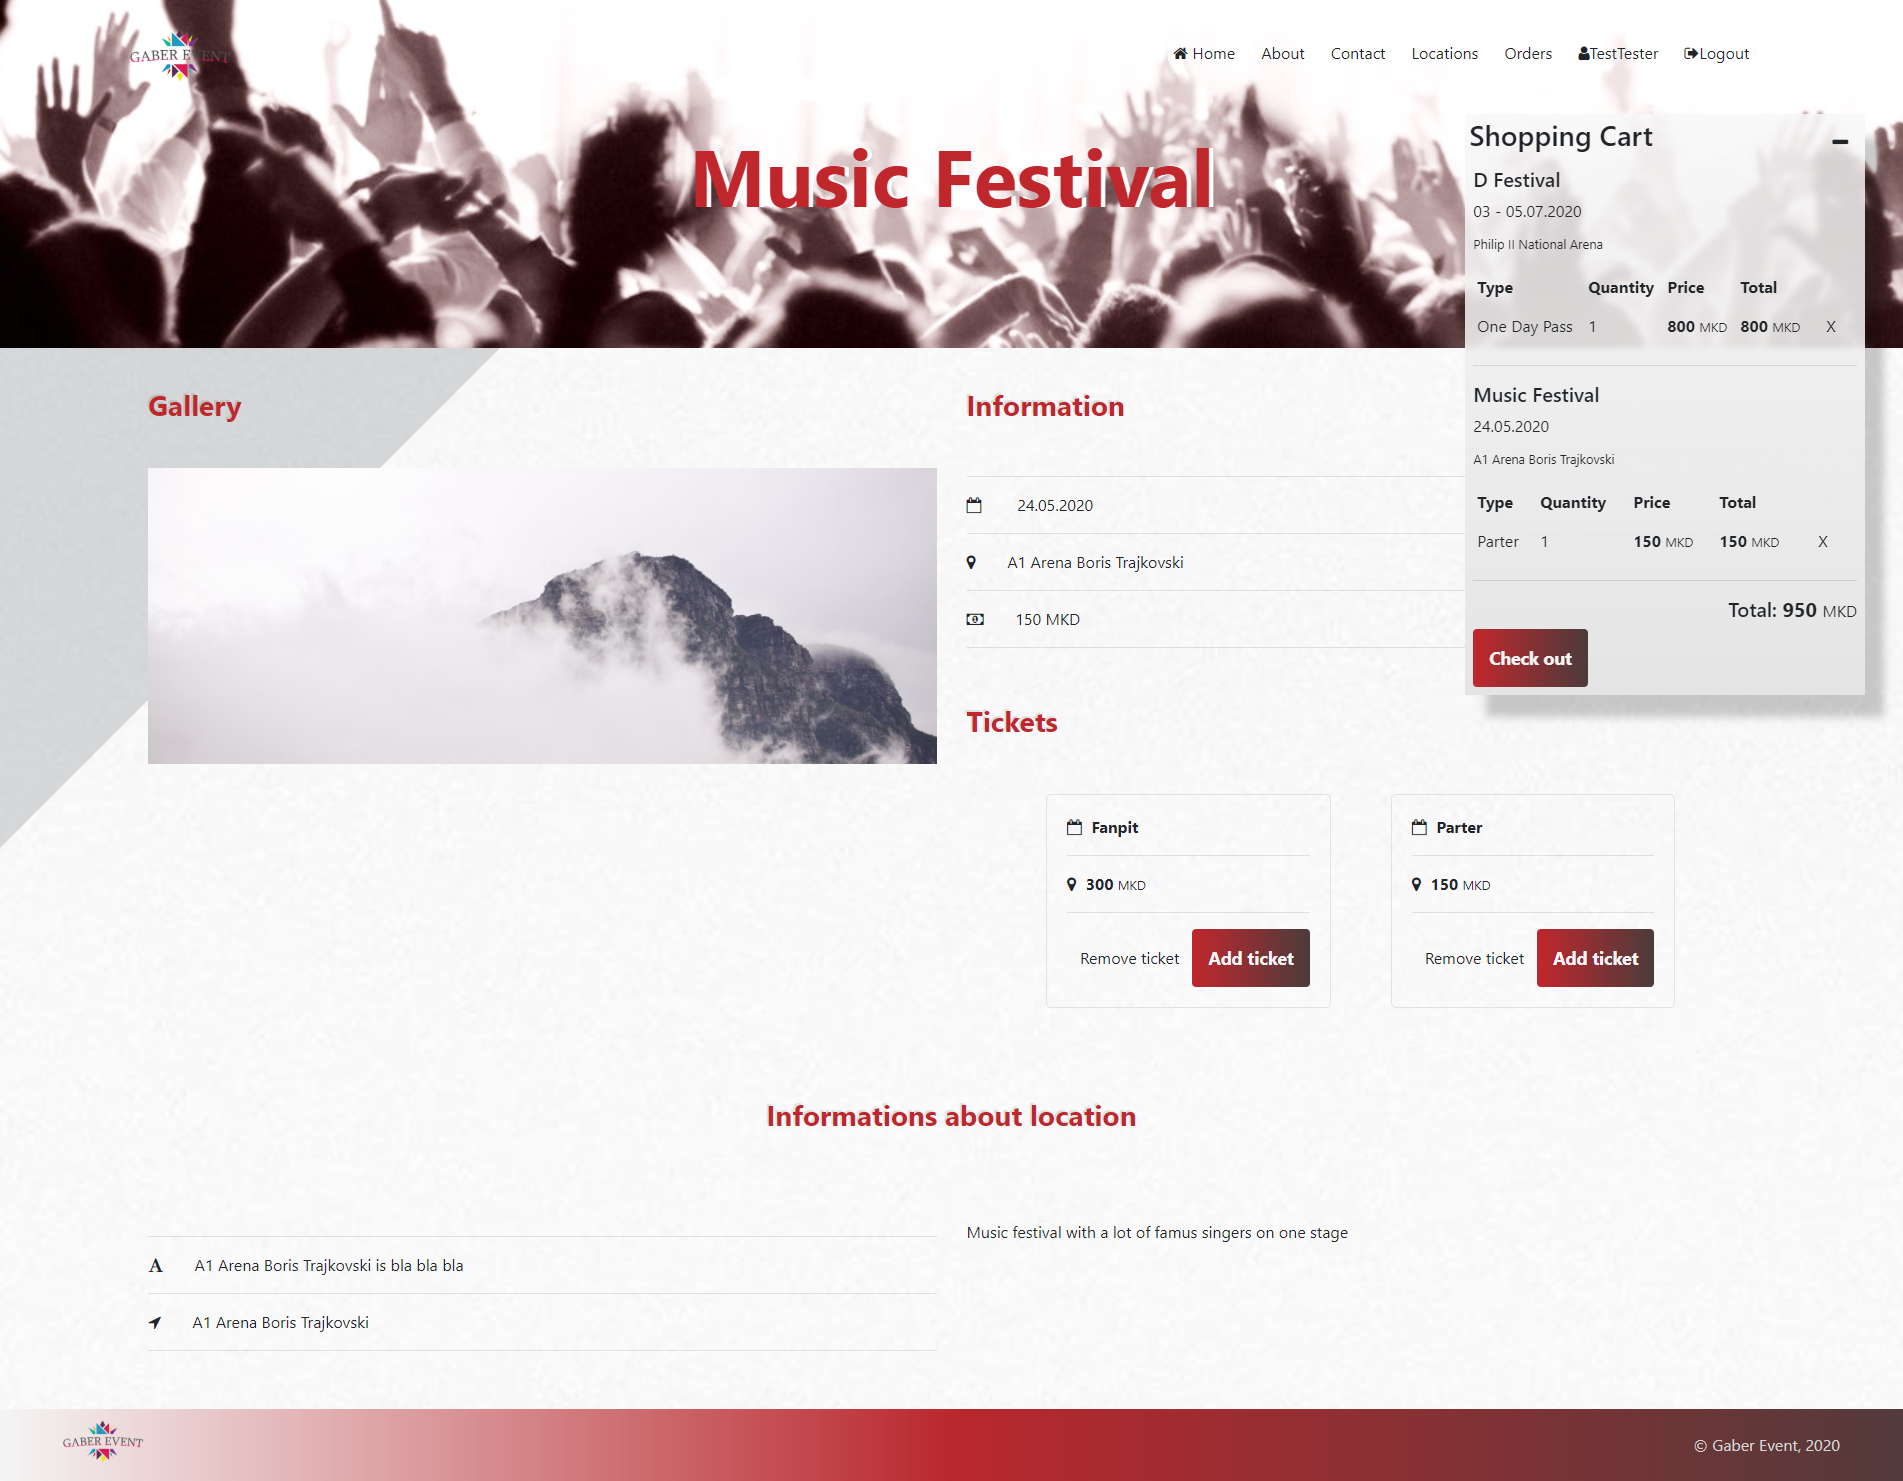 GABER EVENT
Home About Contact Locations Orders TestTester Logout
Music Festival
Shopping Cart
D Festival
03 - 05.07.2020
Philip II National Arena
Type Quantity Price Total
One Day Pass 1 800 MKD 800 MKD X
Music Festival
24.05.2020
A1 Arena Boris Trajkovski
Type Quantity Price Total
Parter 1 150 MKD 150 MKD X
Total: 950 MKD
Check out
Gallery
Information
24.05.2020
A1 Arena Boris Trajkovski
150 MKD
Tickets
Fanpit
300 MKD
Remove ticket Add ticket
Parter
150 MKD
Remove ticket Add ticket
Informations about location
A1 Arena Boris Trajkovski is bla bla bla
A1 Arena Boris Trajkovski
Music festival with a lot of famus singers on one stage
GABER EVENT
© Gaber Event, 2020